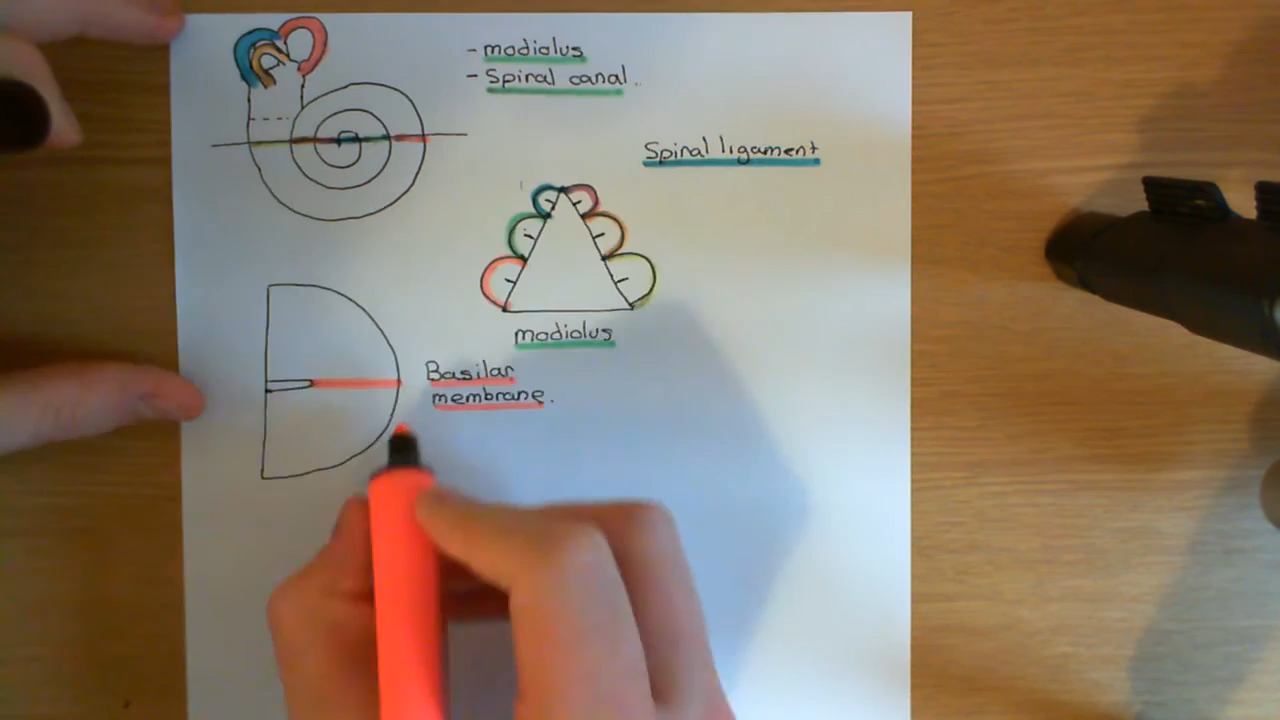 - modiolus
- Spiral canal.
Spiral ligament
modiolus
Basilar
membrane.